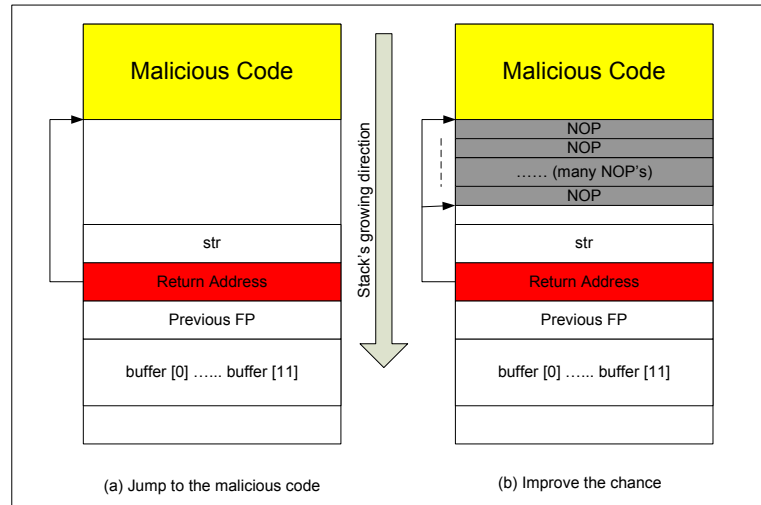 Malicious Code
str
Return Address
Previous FP
buffer [0] …... buffer [11]
(a) Jump to the malicious code
Stack's growing direction
Malicious Code
NOP
NOP
…... (many NOP's)
NOP
str
Return Address
Previous FP
buffer [0] …... buffer [11]
(b) Improve the chance